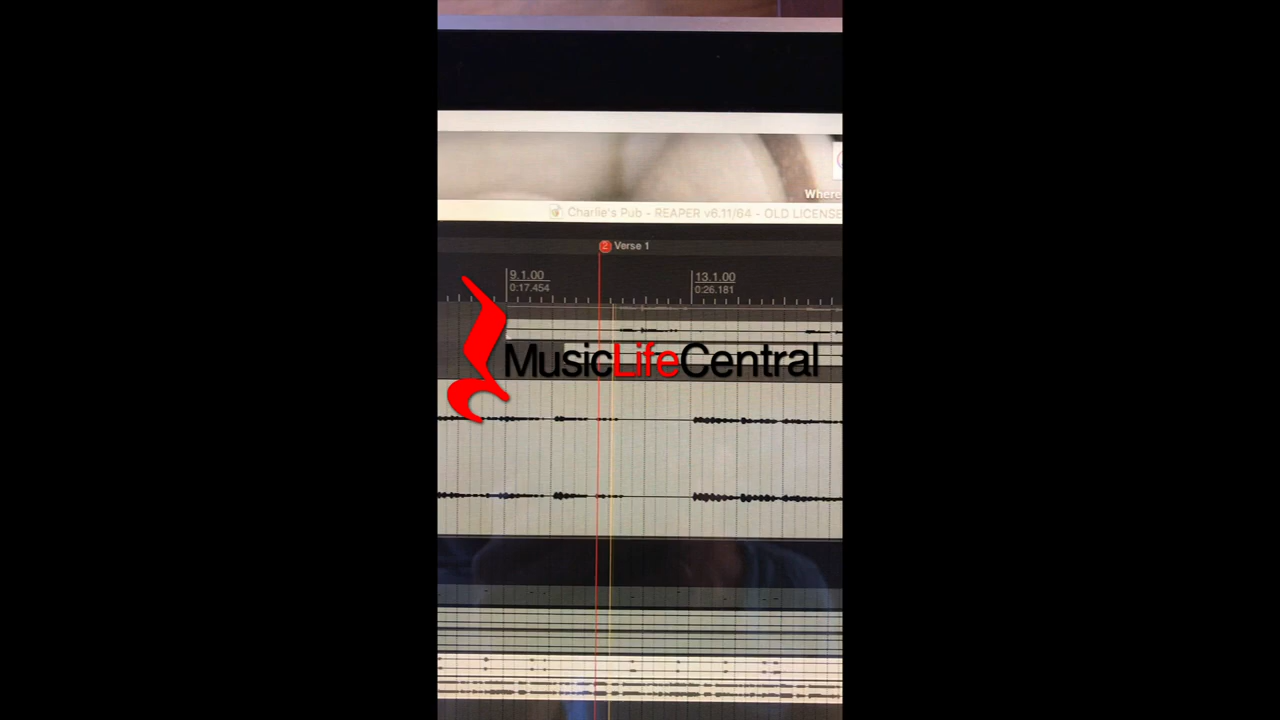 Where
Charlie's Pub - REAPER v6.11/64 - OLD LICENSE
2 Verse 1
9.1.00 13.1.00
0:17.454 0:26.181
MusicLifeCentral